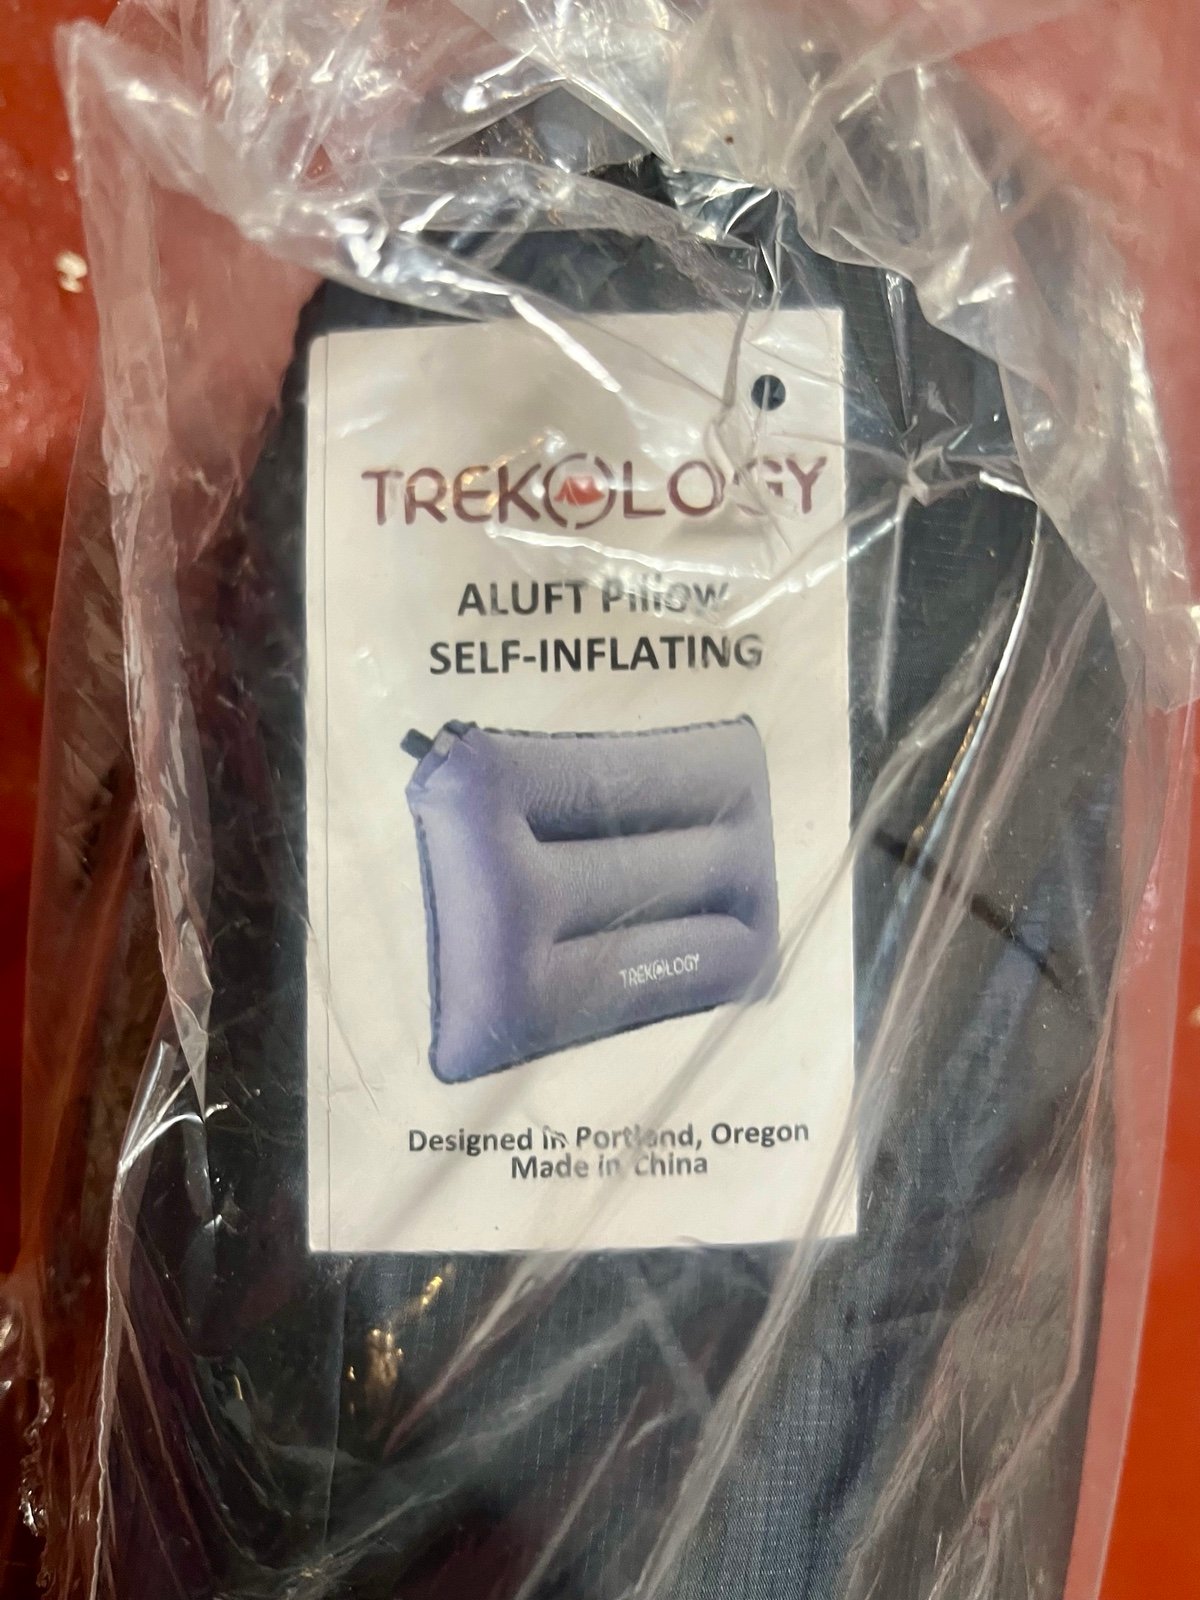 TREKOLOGY
ALUFT Pillow
SELF-INFLATING
TREKOLOGY
Designed in Portland, Oregon
Made in China